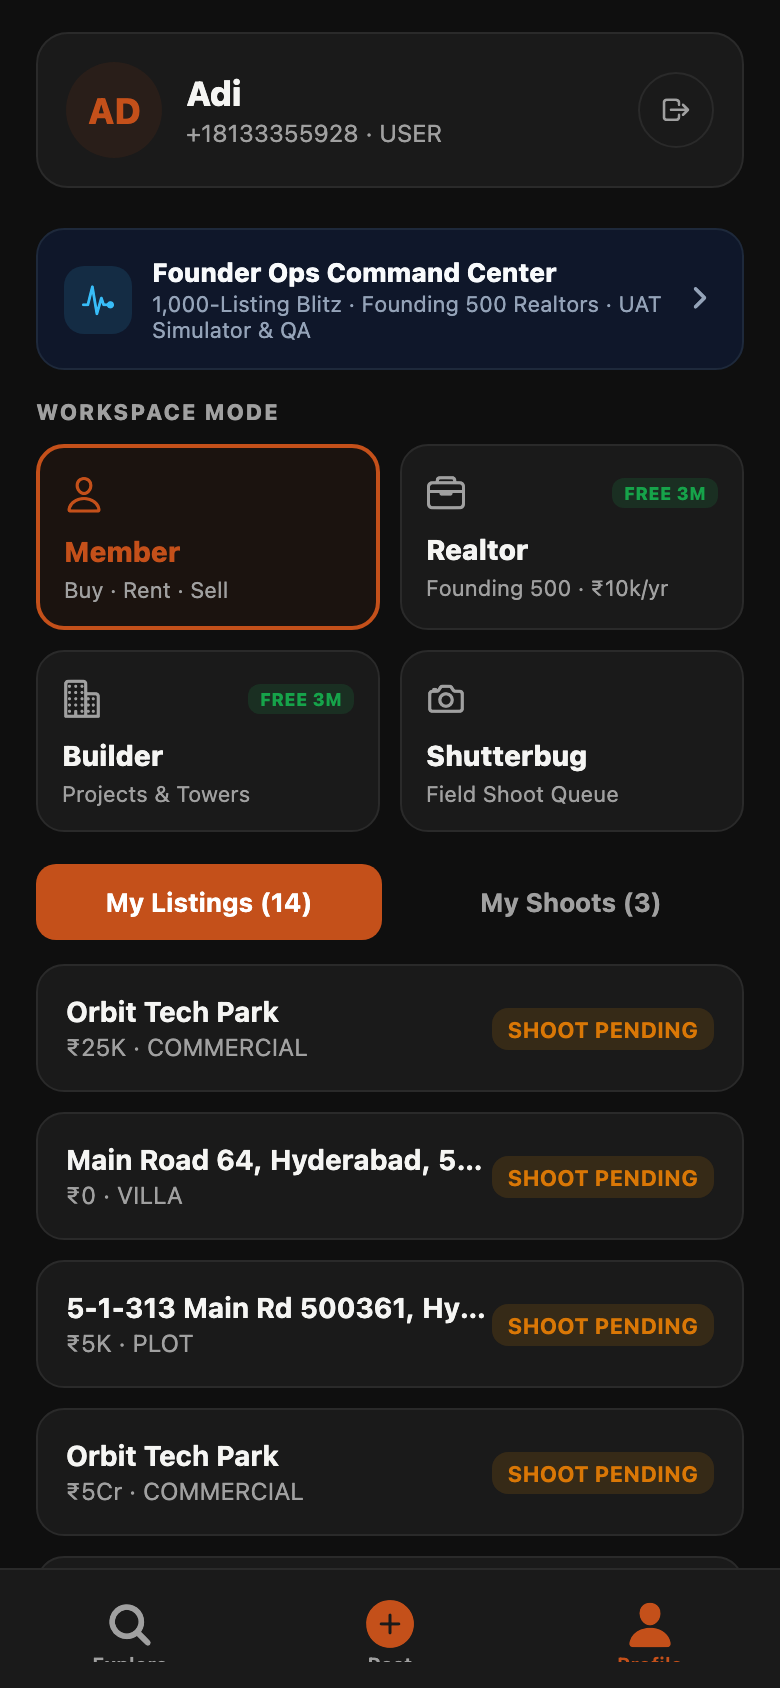 AD
Adi
+18133355928 · USER
Founder Ops Command Center
1,000-Listing Blitz · Founding 500 Realtors · UAT
Simulator & QA
WORKSPACE MODE
Member
Buy · Rent · Sell
FREE 3M
Realtor
Founding 500 · ₹10k/yr
FREE 3M
Builder
Projects & Towers
Shutterbug
Field Shoot Queue
My Listings (14)
My Shoots (3)
Orbit Tech Park
₹25K · COMMERCIAL
SHOOT PENDING
Main Road 64, Hyderabad, 5...
₹0 · VILLA
SHOOT PENDING
5-1-313 Main Rd 500361, Hy...
₹5K · PLOT
SHOOT PENDING
Orbit Tech Park
₹5Cr · COMMERCIAL
SHOOT PENDING
Explore
Post
Profile